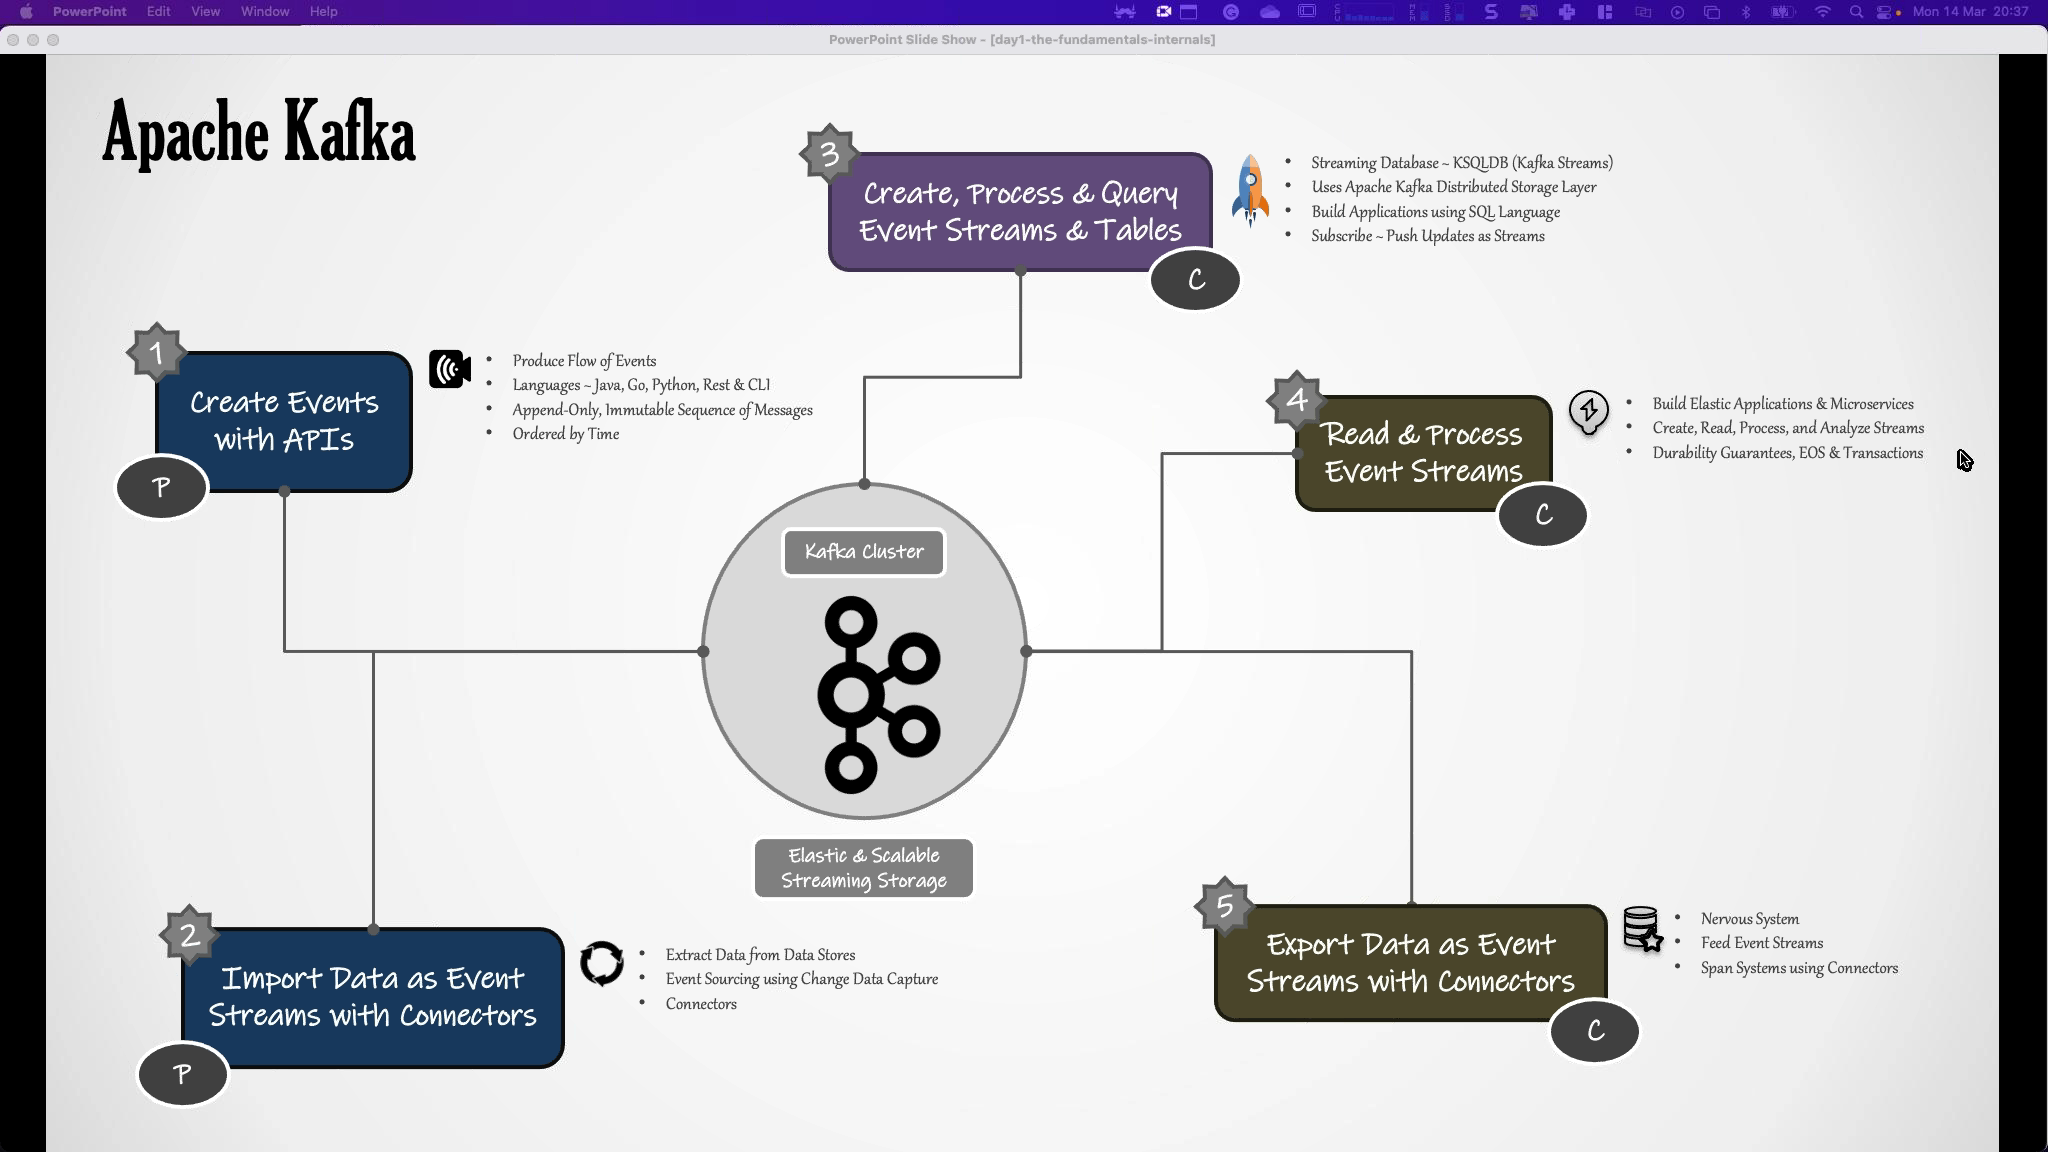 PowerPoint Edit View Window Help
Mon 14 Mar 20:37
PowerPoint Slide Show - [day1-the-fundamentals-internals]
Apache Kafka
3
Create, Process & Query
Event Streams & Tables
C
• Streaming Database ~ KSQLDB (Kafka Streams)
• Uses Apache Kafka Distributed Storage Layer
• Build Applications using SQL Language
• Subscribe ~ Push Updates as Streams
1
Create Events
with APIs
P
• Produce Flow of Events
• Languages ~ Java, Go, Python, Rest & CLI
• Append-Only, Immutable Sequence of Messages
• Ordered by Time
4
Read & Process
Event Streams
C
• Build Elastic Applications & Microservices
• Create, Read, Process, and Analyze Streams
• Durability Guarantees, EOS & Transactions
Kafka Cluster
Elastic & Scalable
Streaming Storage
2
Import Data as Event
Streams with Connectors
P
• Extract Data from Data Stores
• Event Sourcing using Change Data Capture
• Connectors
5
Export Data as Event
Streams with Connectors
C
• Nervous System
• Feed Event Streams
• Span Systems using Connectors